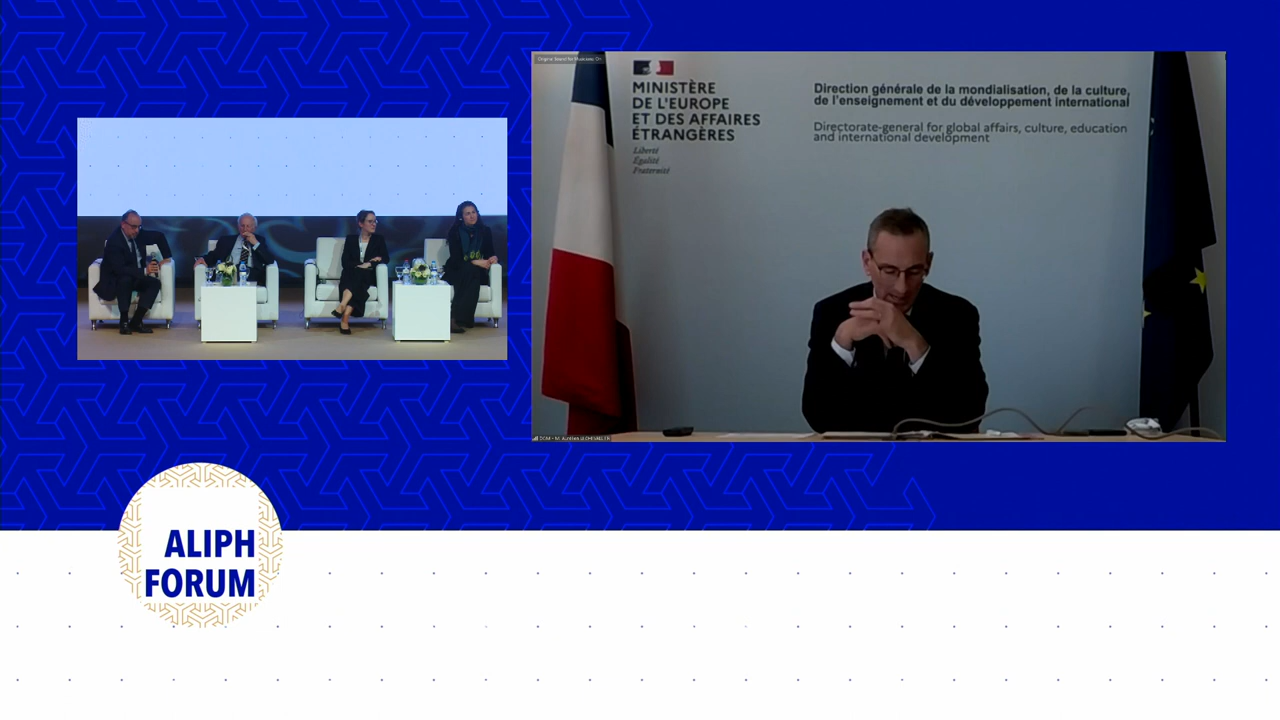 MINISTÈRE
DE L'EUROPE
ET DES AFFAIRES
ÉTRANGÈRES
Liberté
Égalité
Fraternité
Direction générale de la mondialisation, de la culture,
de l'enseignement et du développement international
Directorate-general for global affairs, culture, education
and international development
ALIPH
FORUM